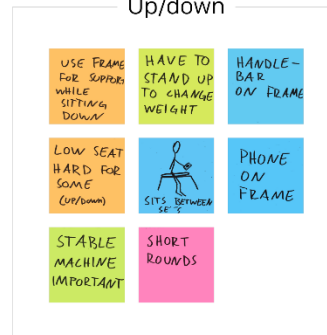 Up/down
USE FRAME
FOR SUPPORT
WHILE
SITTING
DOWN
HAVE TO
STAND UP
TO CHANGE
WEIGHT
HANDLE-
BAR
ON FRAME
LOW SEAT
HARD FOR
SOME
(UP/DOWN)
SITS BETWEEN
SETS
PHONE
ON
FRAME
STABLE
MACHINE
IMPORTANT
SHORT
ROUNDS